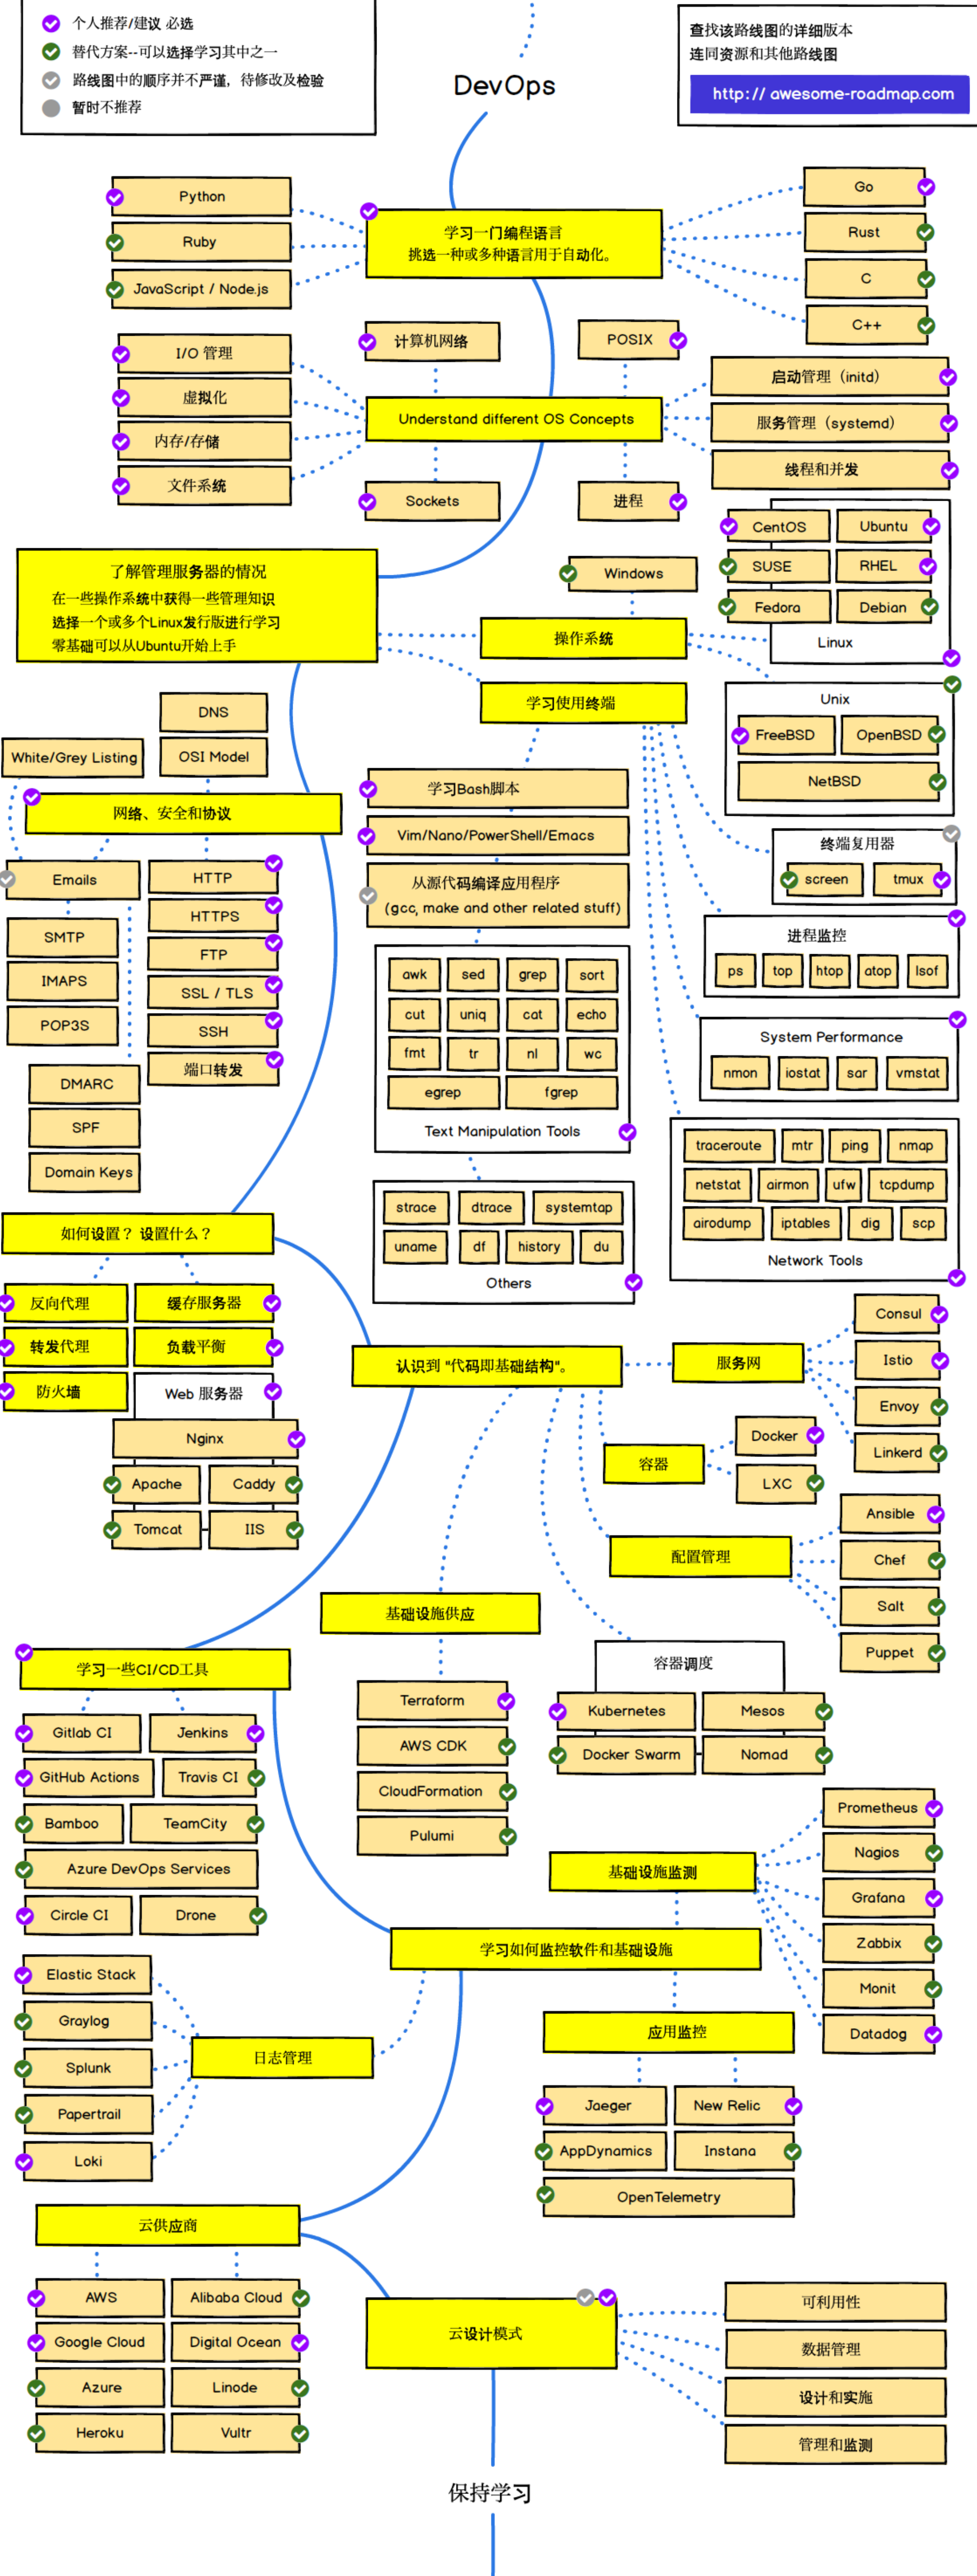 个人推荐/建议 必选
替代方案--可以选择学习其中之一
路线图中的顺序并不严谨，待修改及检验
暂时不推荐
查找该路线图的详细版本
连同资源和其他路线图
http:// awesome-roadmap.com
DevOps
Python
Ruby
JavaScript / Node.js
学习一门编程语言
挑选一种或多种语言用于自动化。
Go
Rust
C
C++
I/O 管理
虚拟化
内存/存储
文件系统
计算机网络
POSIX
Understand different OS Concepts
Sockets
进程
启动管理（initd）
服务管理（systemd）
线程和并发
了解管理服务器的情况
在一些操作系统中获得一些管理知识
选择一个或多个Linux发行版进行学习
零基础可以从Ubuntu开始上手
Windows
操作系统
CentOS
Ubuntu
SUSE
RHEL
Fedora
Debian
Linux
学习使用终端
Unix
FreeBSD
OpenBSD
NetBSD
DNS
OSI Model
White/Grey Listing
网络、安全和协议
Emails
SMTP
IMAPS
POP3S
DMARC
SPF
Domain Keys
HTTP
HTTPS
FTP
SSL / TLS
SSH
端口转发
学习Bash脚本
Vim/Nano/PowerShell/Emacs
从源代码编译应用程序
(gcc, make and other related stuff)
awk
sed
grep
sort
cut
uniq
cat
echo
fmt
tr
nl
wc
egrep
fgrep
Text Manipulation Tools
strace
dtrace
systemtap
uname
df
history
du
Others
终端复用器
screen
tmux
进程监控
ps
top
htop
atop
lsof
System Performance
nmon
iostat
sar
vmstat
traceroute
mtr
ping
nmap
netstat
airmon
ufw
tcpdump
airodump
iptables
dig
scp
Network Tools
如何设置？ 设置什么？
反向代理
缓存服务器
转发代理
负载平衡
防火墙
Web 服务器
Nginx
Apache
Caddy
Tomcat
IIS
认识到 "代码即基础结构"。
服务网
Consul
Istio
Envoy
Linkerd
容器
Docker
LXC
配置管理
Ansible
Chef
Salt
Puppet
基础设施供应
Terraform
AWS CDK
CloudFormation
Pulumi
容器调度
Kubernetes
Mesos
Docker Swarm
Nomad
学习一些CI/CD工具
Gitlab CI
Jenkins
GitHub Actions
Travis CI
Bamboo
TeamCity
Azure DevOps Services
Circle CI
Drone
学习如何监控软件和基础设施
基础设施监测
Prometheus
Nagios
Grafana
Zabbix
Monit
Datadog
应用监控
Jaeger
New Relic
AppDynamics
Instana
OpenTelemetry
日志管理
Elastic Stack
Graylog
Splunk
Papertrail
Loki
云供应商
AWS
Alibaba Cloud
Google Cloud
Digital Ocean
Azure
Linode
Heroku
Vultr
云设计模式
可利用性
数据管理
设计和实施
管理和监测
保持学习